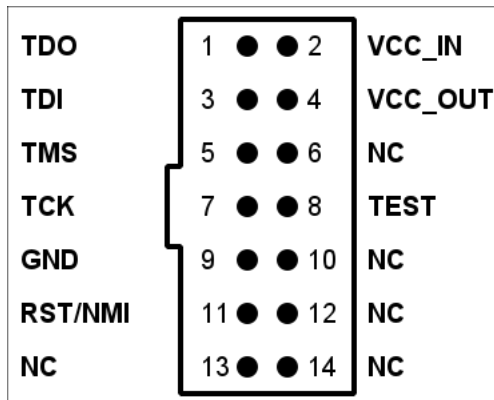 TDO 1 2 VCC_IN
TDI 3 4 VCC_OUT
TMS 5 6 NC
TCK 7 8 TEST
GND 9 10 NC
RST/NMI 11 12 NC
NC 13 14 NC